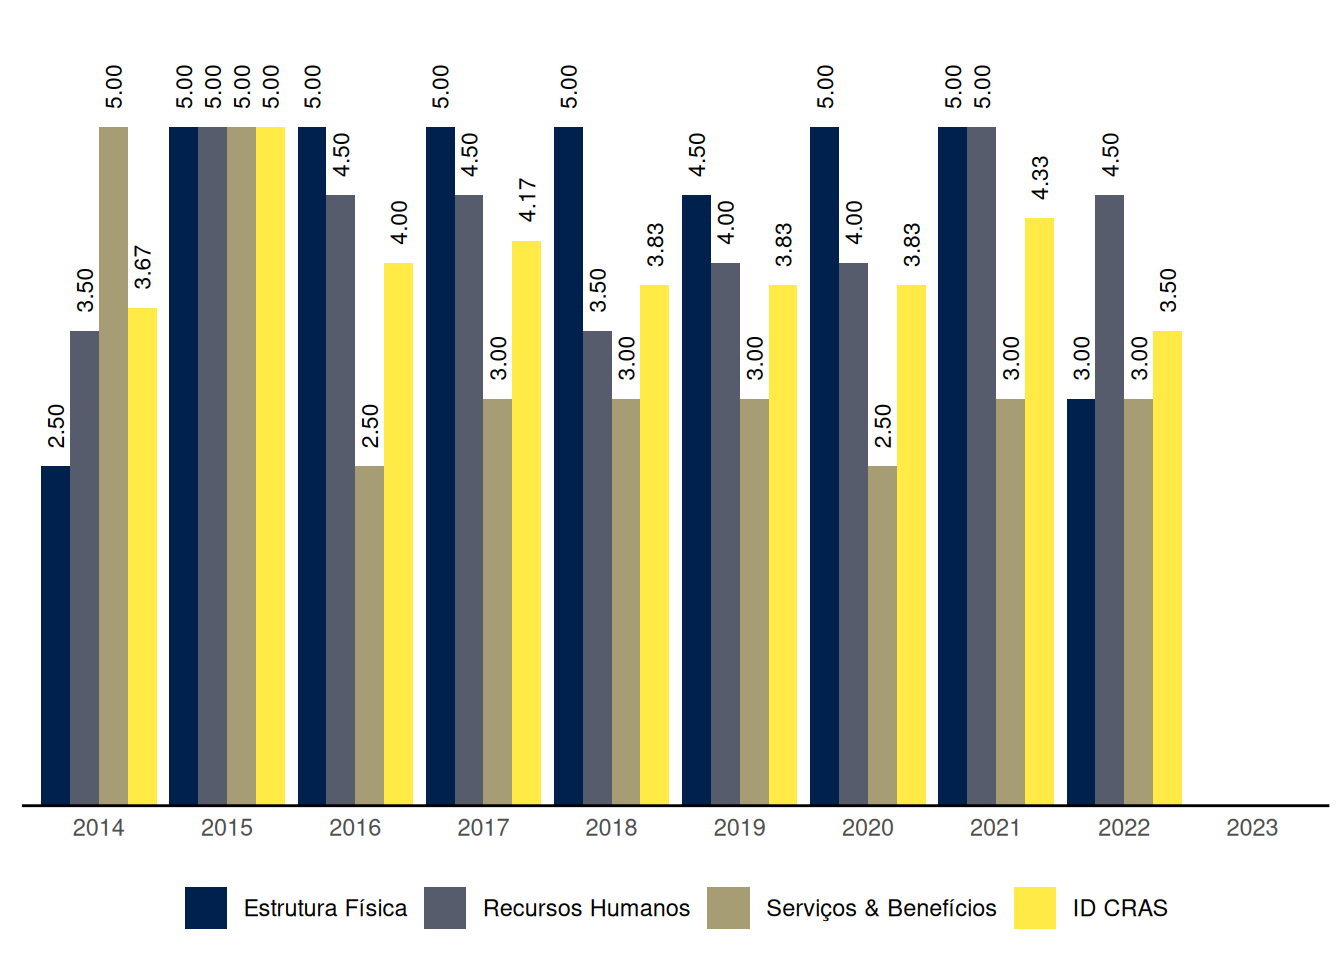 2.50 3.50 5.00 3.67 5.00 5.00 5.00 5.00 5.00 4.50 2.50 4.00 5.00 4.50 3.00 4.17 5.00 3.50 3.00 3.83 4.50 4.00 3.00 3.83 5.00 4.00 2.50 3.83 5.00 5.00 3.00 4.33 3.00 4.50 3.00 3.50
2014 2015 2016 2017 2018 2019 2020 2021 2022 2023
Estrutura Física Recursos Humanos Serviços & Benefícios ID CRAS